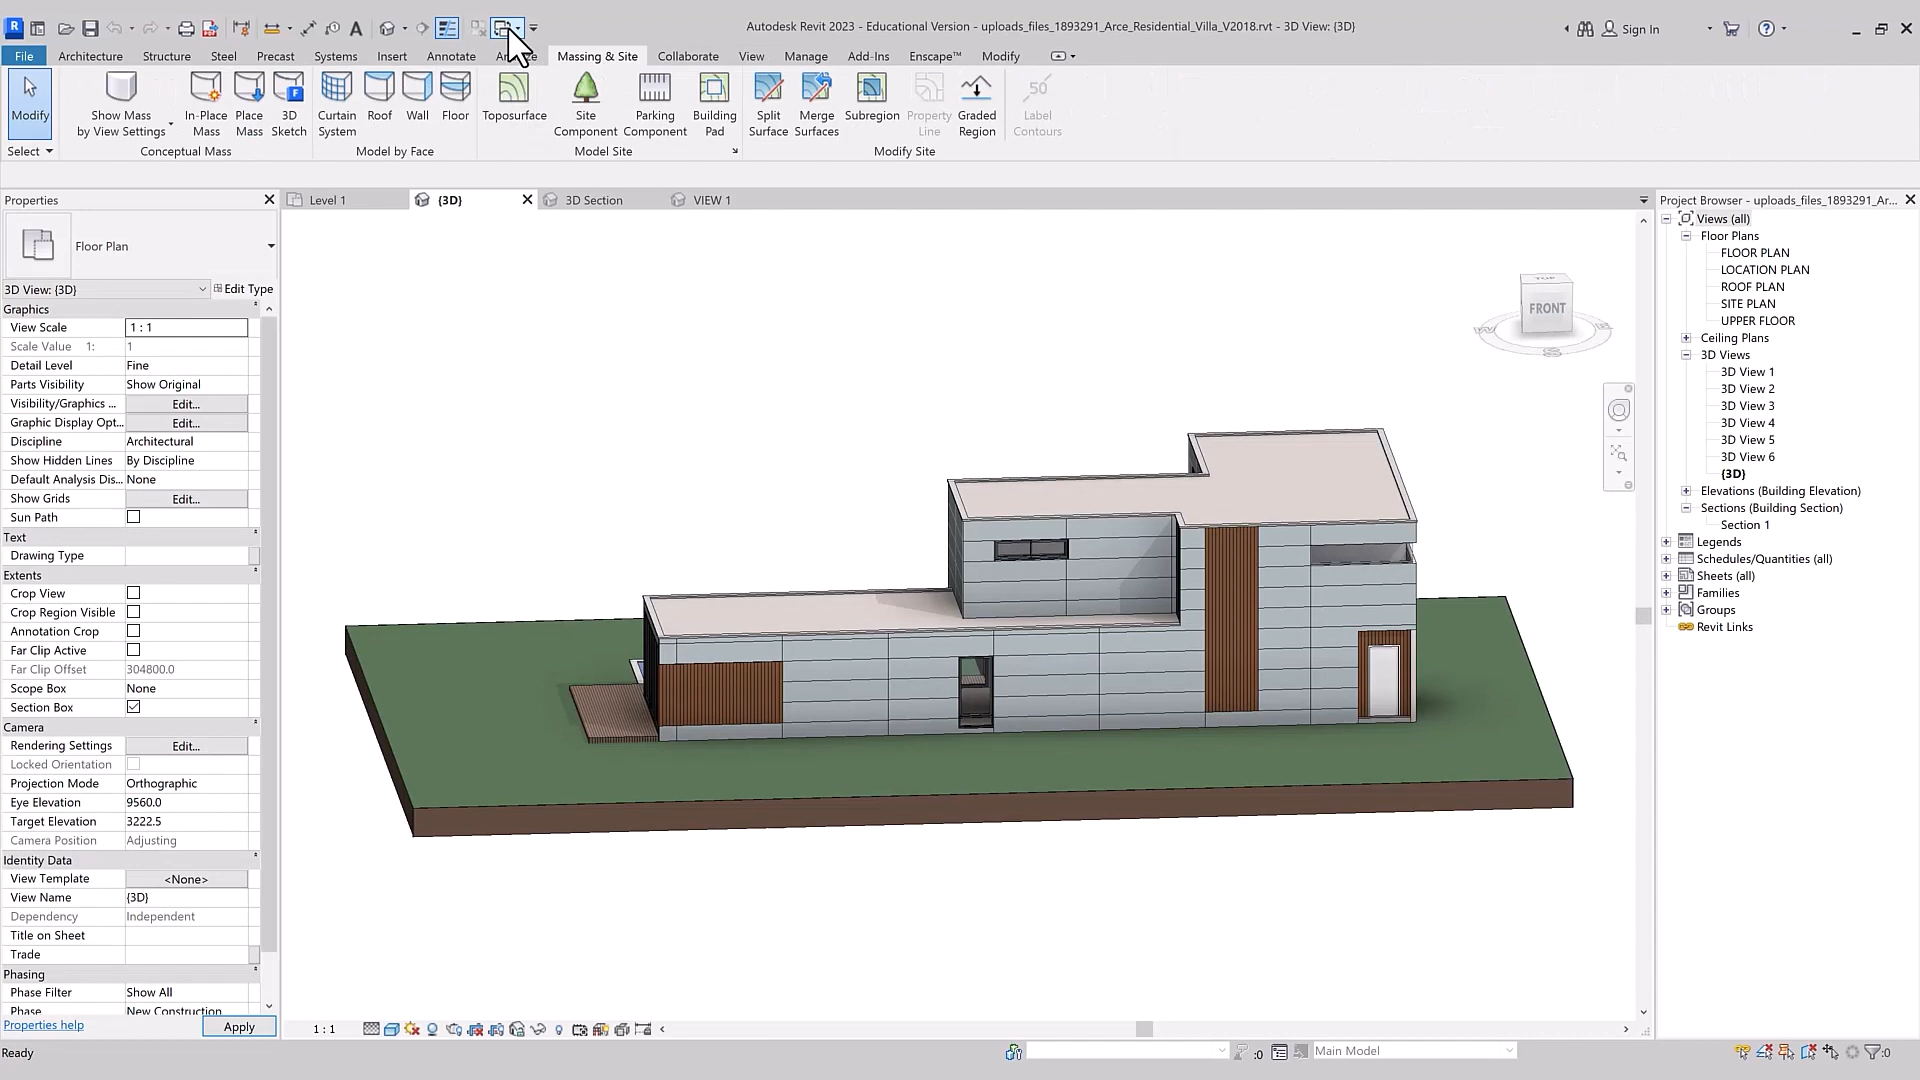 Autodesk Revit 2023 - Educational Version - uploads_files_1893291_Arce_Residential_Villa_V2018.rvt - 3D View: {3D}
Sign In
File Architecture Structure Steel Precast Systems Insert Annotate Massing & Site Collaborate View Manage Add-Ins Enscape™ Modify
Modify
Show Mass
by View Settings
In-Place
Mass
Place
Mass
3D
Sketch
Curtain
System
Roof
Wall
Floor
Toposurface
Site
Component
Parking
Component
Building
Pad
Split
Surface
Merge
Surfaces
Subregion
Property
Line
Graded
Region
50
Label
Contours
Select
Conceptual Mass
Model by Face
Model Site
Modify Site
Properties
Floor Plan
3D View: {3D}
Edit Type
Graphics
View Scale 1 : 1
Scale Value 1: 1
Detail Level Fine
Parts Visibility Show Original
Visibility/Graphics ... Edit...
Graphic Display Opt... Edit...
Discipline Architectural
Show Hidden Lines By Discipline
Default Analysis Dis... None
Show Grids Edit...
Sun Path
Text
Drawing Type
Extents
Crop View
Crop Region Visible
Annotation Crop
Far Clip Active
Far Clip Offset 304800.0
Scope Box None
Section Box
Camera
Rendering Settings Edit...
Locked Orientation
Projection Mode Orthographic
Eye Elevation 9560.0
Target Elevation 3222.5
Camera Position Adjusting
Identity Data
View Template <None>
View Name {3D}
Dependency Independent
Title on Sheet
Trade
Phasing
Phase Filter Show All
Phase New Construction
Properties help
Apply
Ready
Level 1
{3D}
3D Section
VIEW 1
TOP
FRONT
W
S
E
1 : 1
:0
Main Model
:0
Project Browser - uploads_files_1893291_Ar...
Views (all)
Floor Plans
FLOOR PLAN
LOCATION PLAN
ROOF PLAN
SITE PLAN
UPPER FLOOR
Ceiling Plans
3D Views
3D View 1
3D View 2
3D View 3
3D View 4
3D View 5
3D View 6
{3D}
Elevations (Building Elevation)
Sections (Building Section)
Section 1
Legends
Schedules/Quantities (all)
Sheets (all)
Families
Groups
Revit Links